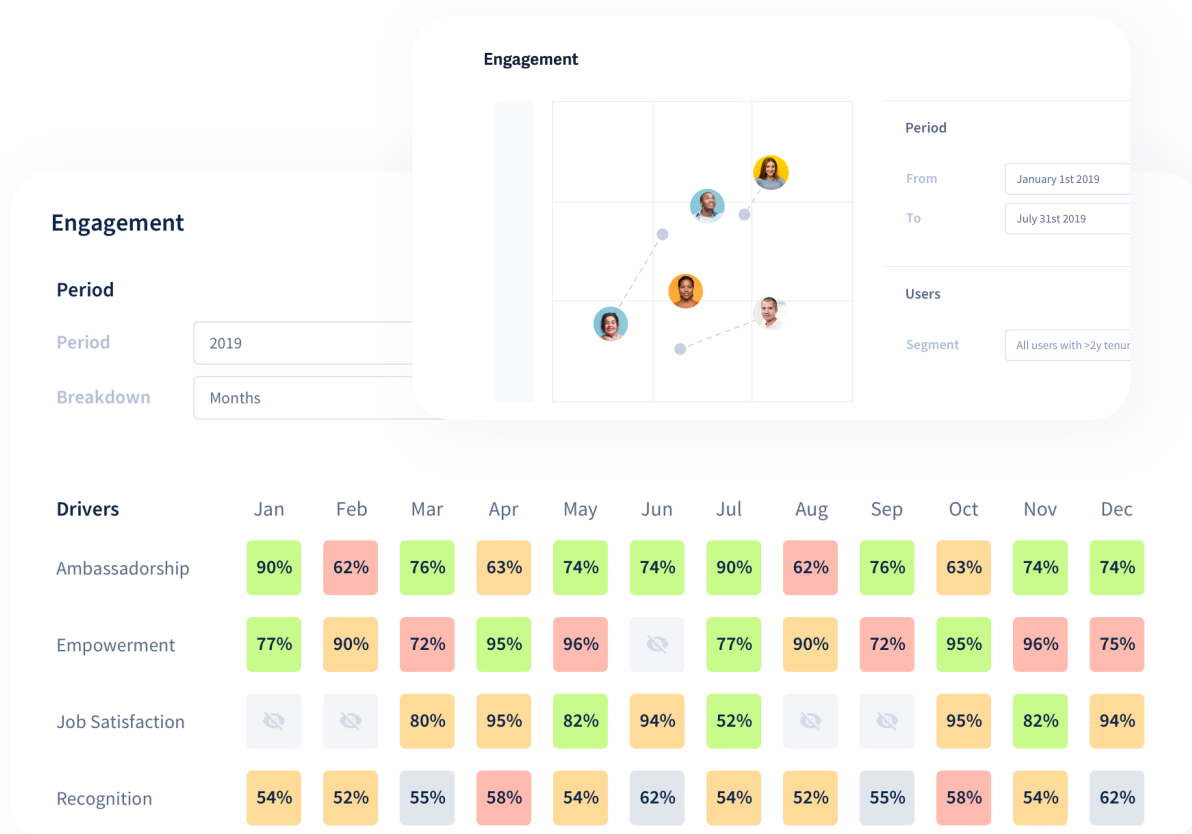 Engagement
Period
From January 1st 2019
To July 31st 2019
Users
Segment All users with >2y tenur
Engagement
Period
Period 2019
Breakdown Months
Drivers Jan Feb Mar Apr May Jun Jul Aug Sep Oct Nov Dec
Ambassadorship 90% 62% 76% 63% 74% 74% 90% 62% 76% 63% 74% 74%
Empowerment 77% 90% 72% 95% 96% 77% 90% 72% 95% 96% 75%
Job Satisfaction 80% 95% 82% 94% 52% 95% 82% 94%
Recognition 54% 52% 55% 58% 54% 62% 54% 52% 55% 58% 54% 62%